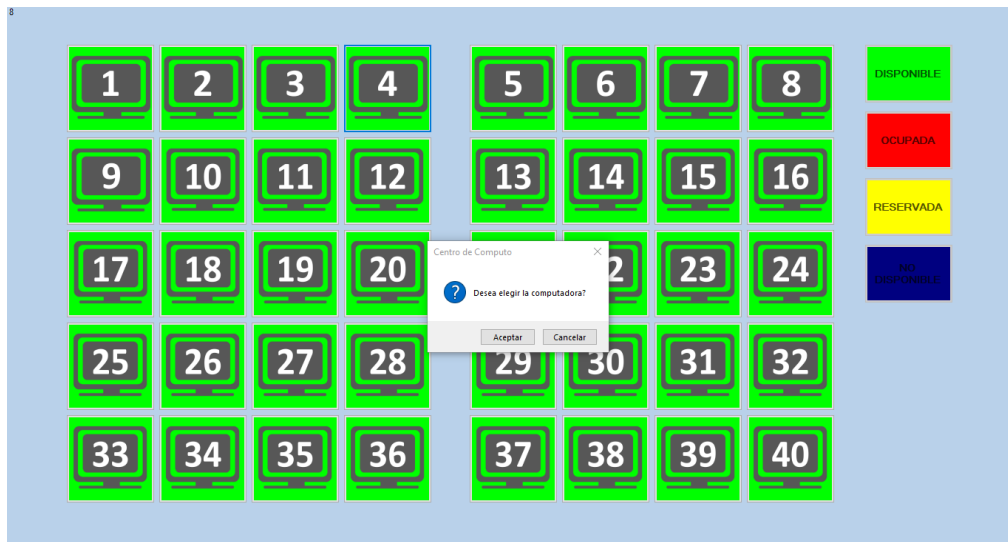 8
1 2 3 4 5 6 7 8 DISPONIBLE
OCUPADA
9 10 11 12 13 14 15 16
RESERVADA
Centro de Computo
17 18 19 20 2 23 24 NO
DISPONIBLE
Desea elegir la computadora?
Aceptar Cancelar
25 26 27 28 29 30 31 32
33 34 35 36 37 38 39 40